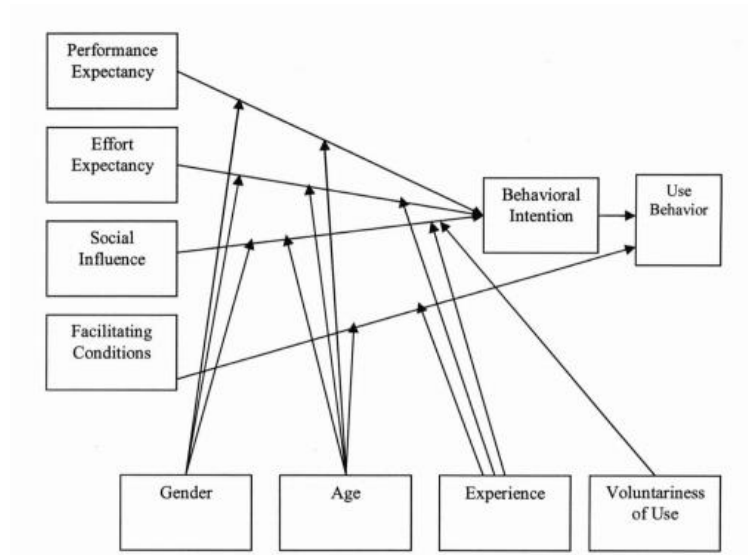 Performance
Expectancy
Effort
Expectancy
Social
Influence
Facilitating
Conditions
Behavioral
Intention
Use
Behavior
Gender
Age
Experience
Voluntariness
of Use